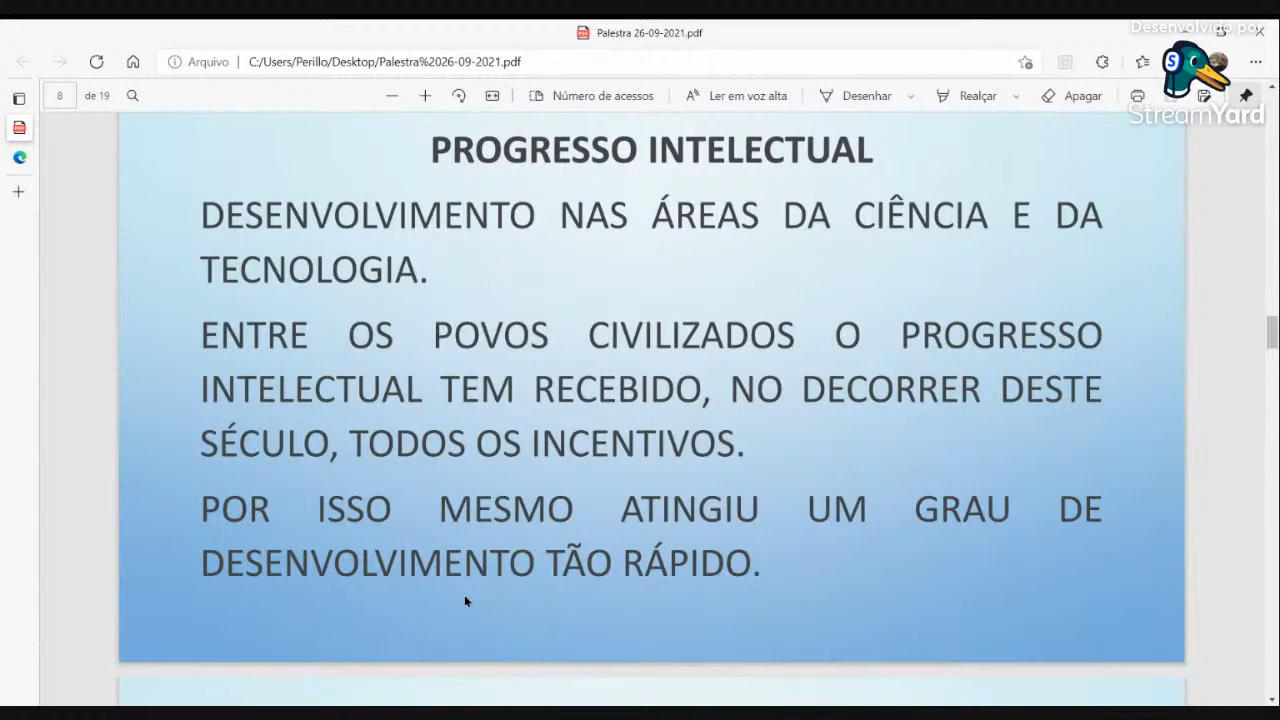 Desenvolvido por
Palestra 26-09-2021.pdf
Arquivo | C:/Users/Perillo/Desktop/Palestra%2026-09-2021.pdf
StreamYard
8 de 19 Número de acessos Ler em voz alta Desenhar Realçar Apagar
PROGRESSO INTELECTUAL
DESENVOLVIMENTO NAS ÁREAS DA CIÊNCIA E DA
TECNOLOGIA.
ENTRE OS POVOS CIVILIZADOS O PROGRESSO
INTELECTUAL TEM RECEBIDO, NO DECORRER DESTE
SÉCULO, TODOS OS INCENTIVOS.
POR ISSO MESMO ATINGIU UM GRAU DE
DESENVOLVIMENTO TÃO RÁPIDO.